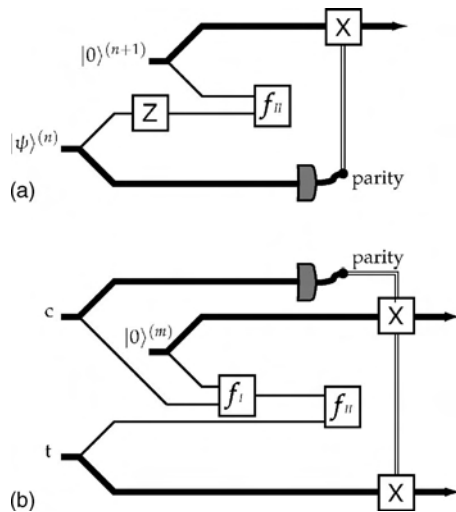 X
|0⟩⁽ⁿ⁺¹⁾
f_II
Z
|ψ⟩⁽ⁿ⁾
parity
(a)
parity
c
X
|0⟩⁽ᵐ⁾
f_I
f_II
t
X
(b)